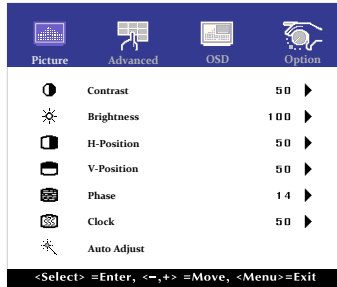 Picture Advanced OSD Option
Contrast 50
Brightness 100
H-Position 50
V-Position 50
Phase 14
Clock 50
Auto Adjust
<Select> =Enter, <−,+> =Move, <Menu>=Exit